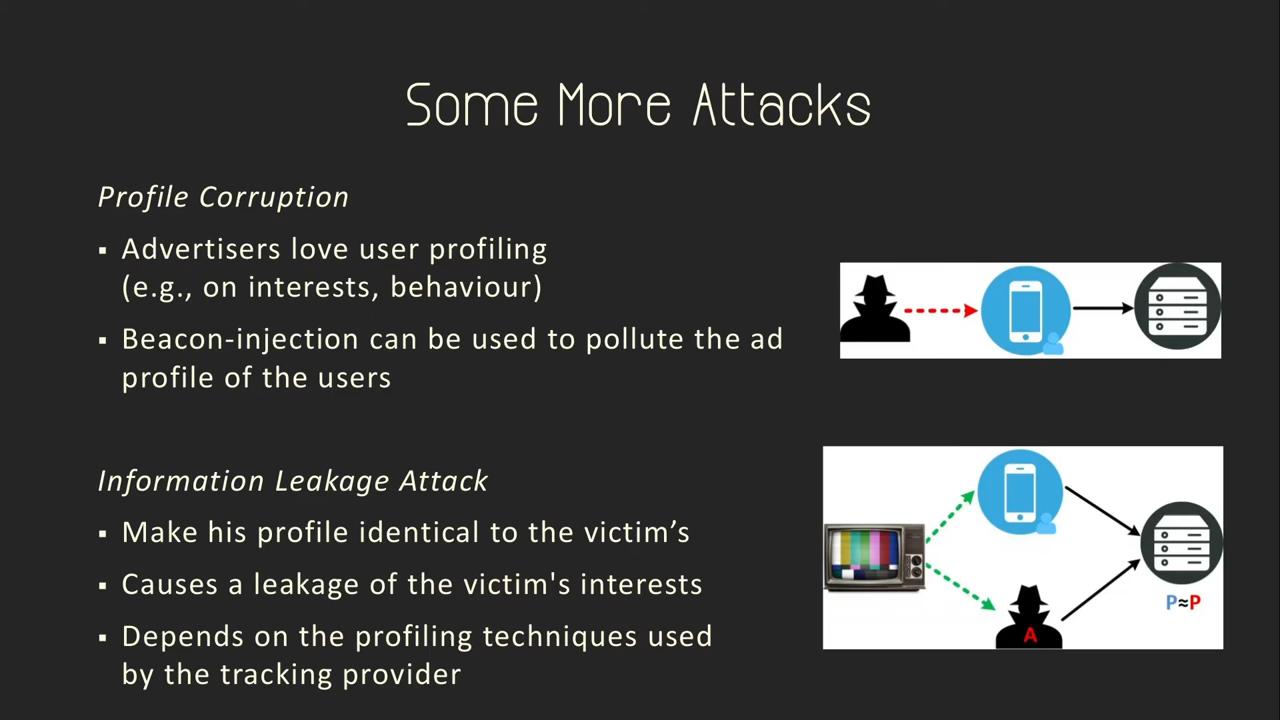 Some More Attacks
Profile Corruption
▪ Advertisers love user profiling
(e.g., on interests, behaviour)
▪ Beacon-injection can be used to pollute the ad
profile of the users
Information Leakage Attack
▪ Make his profile identical to the victim’s
▪ Causes a leakage of the victim's interests
▪ Depends on the profiling techniques used
by the tracking provider
A
P≈P